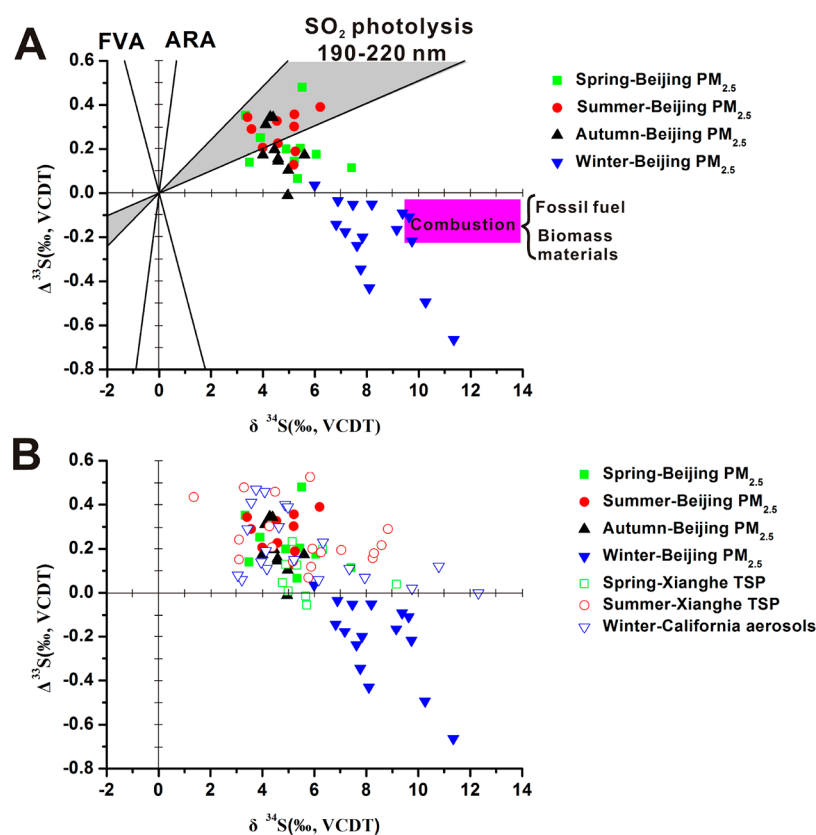 A
FVA
ARA
SO2 photolysis
190-220 nm
0.6
0.4
0.2
0.0
-0.2
-0.4
-0.6
-0.8
Δ 33S(‰, VCDT)
-2 0 2 4 6 8 10 12 14
δ 34S(‰, VCDT)
Combustion
Fossil fuel
Biomass
materials
Spring-Beijing PM2.5
Summer-Beijing PM2.5
Autumn-Beijing PM2.5
Winter-Beijing PM2.5
B
0.6
0.4
0.2
0.0
-0.2
-0.4
-0.6
-0.8
Δ 33S(‰, VCDT)
-2 0 2 4 6 8 10 12 14
δ 34S(‰, VCDT)
Spring-Beijing PM2.5
Summer-Beijing PM2.5
Autumn-Beijing PM2.5
Winter-Beijing PM2.5
Spring-Xianghe TSP
Summer-Xianghe TSP
Winter-California aerosols